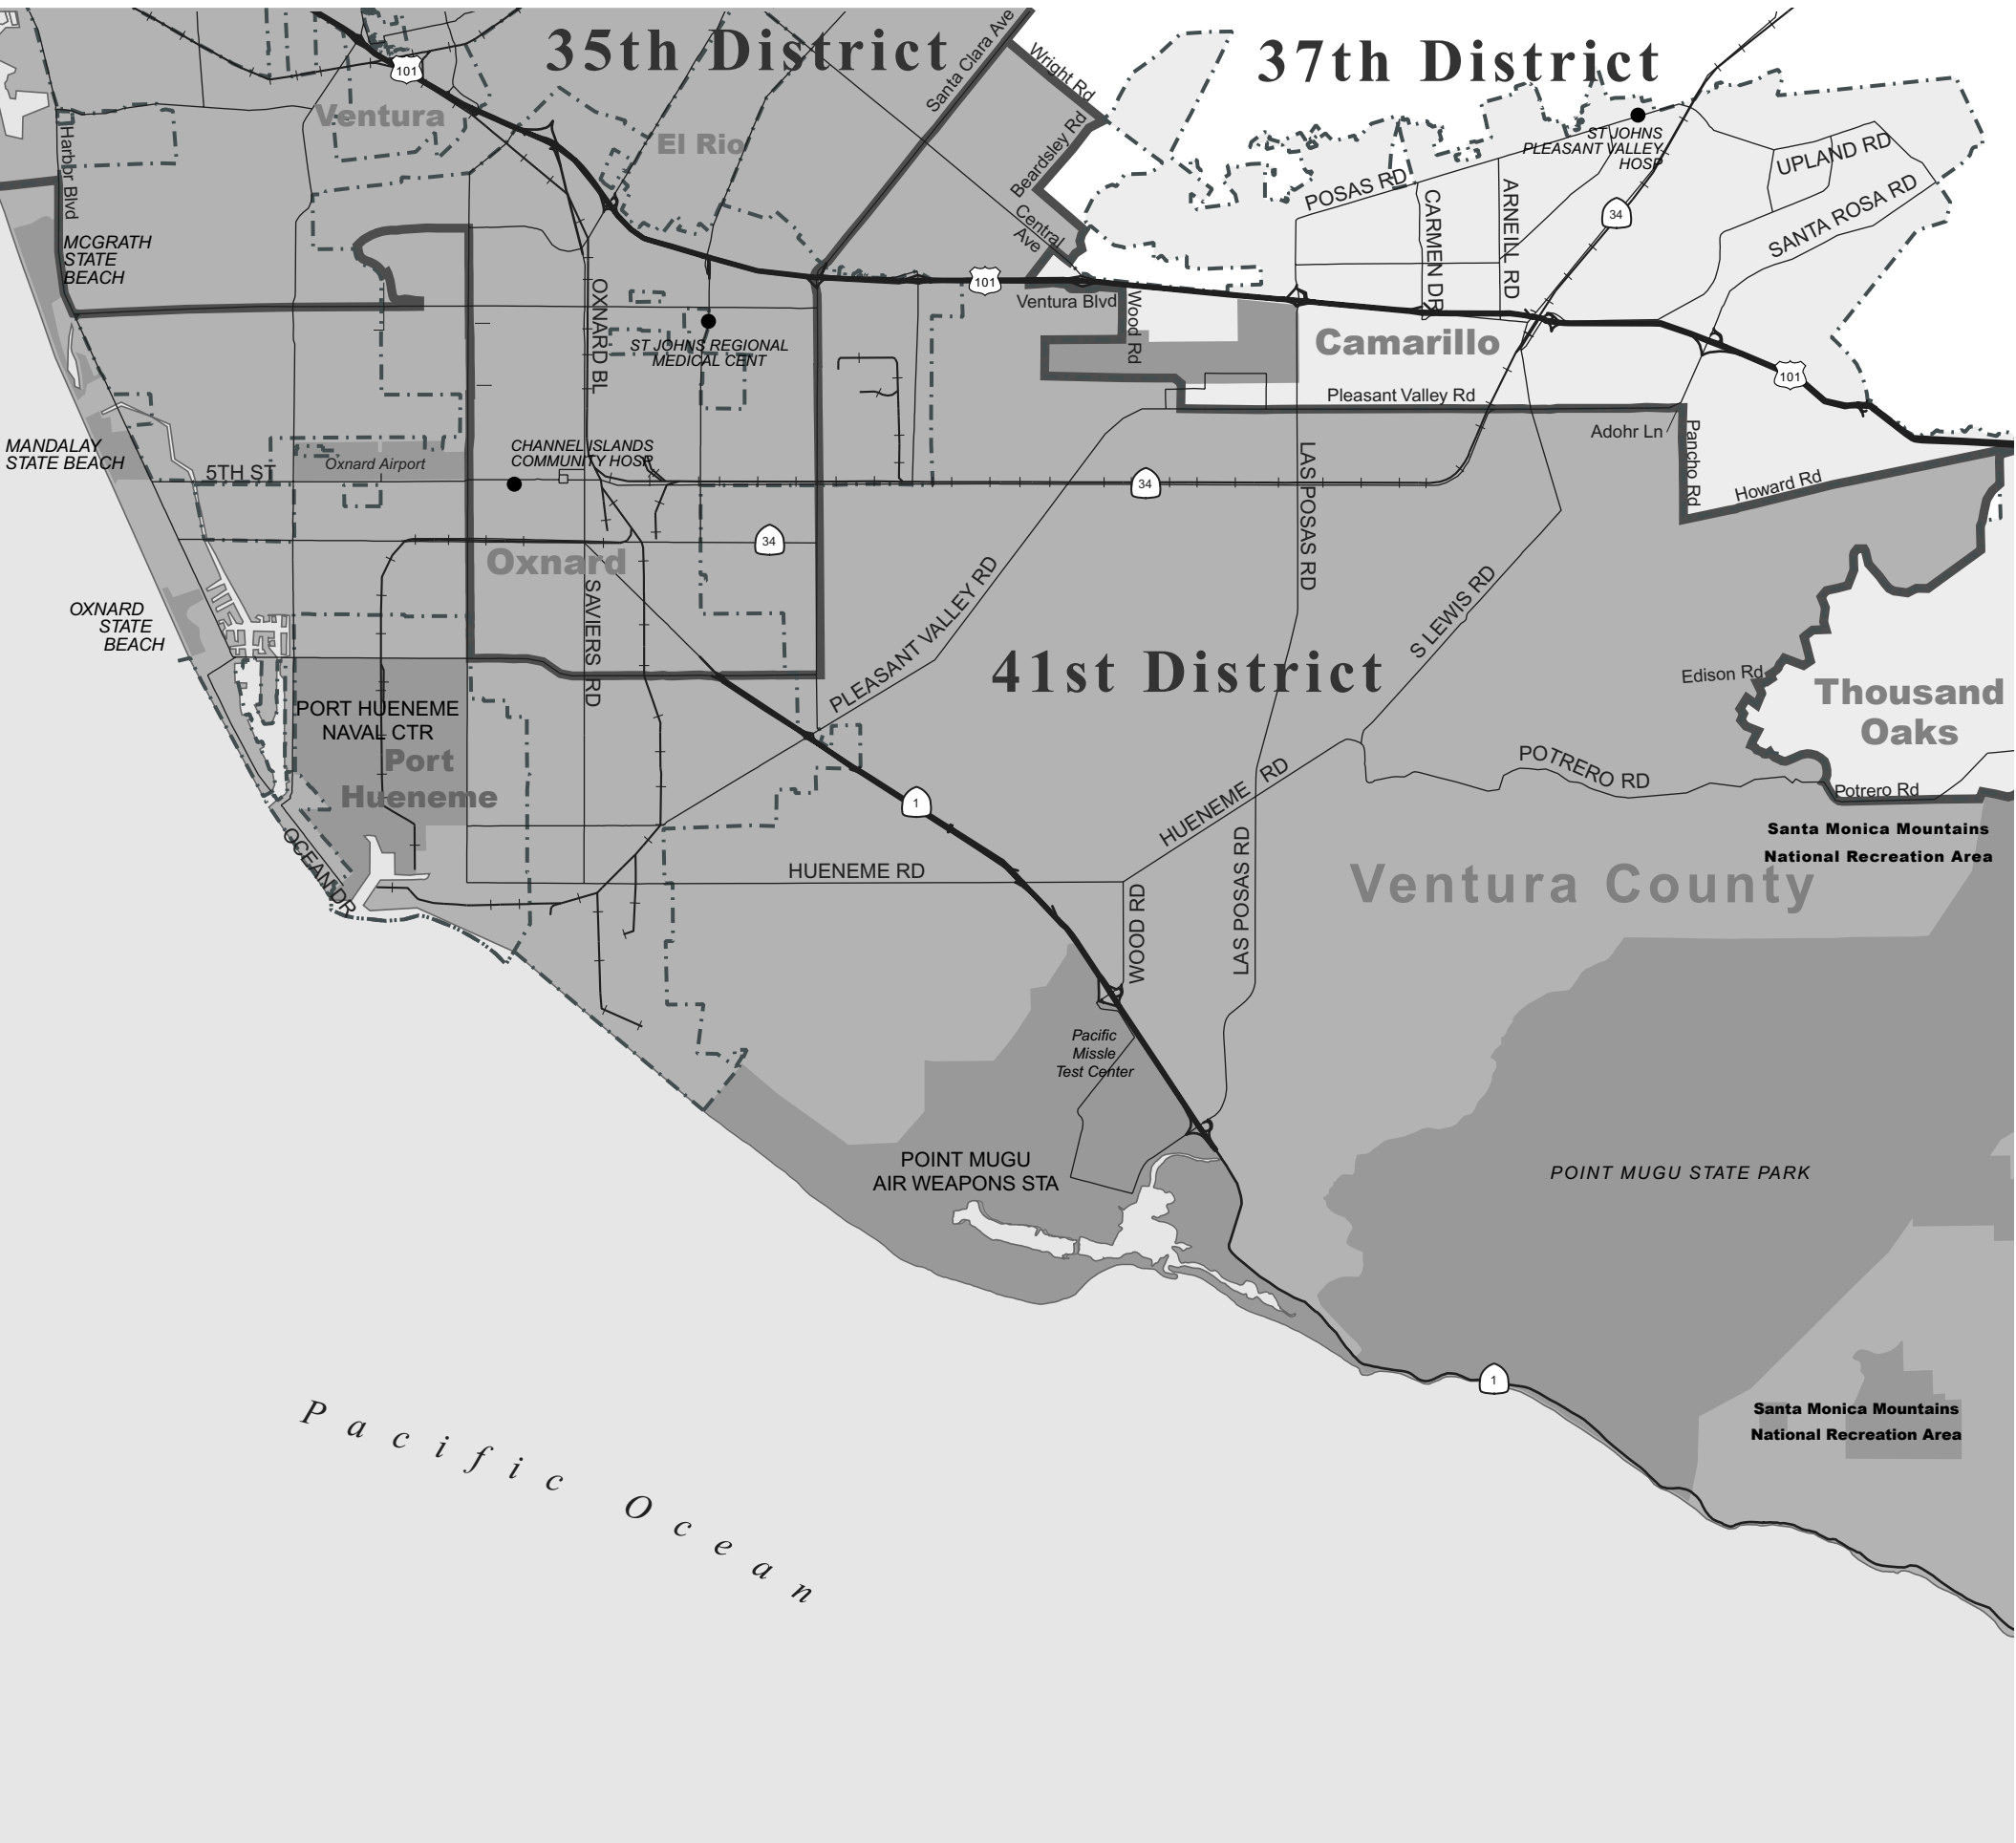 35th District
37th District
Santa Clara Ave
Wright Rd
101
Ventura
El Rio
Harbor Blvd
Beardsley Rd
ST JOHNS
PLEASANT VALLEY
HOSP
UPLAND RD
POSAS RD
CARMEN DR
ARNEILL RD
34
SANTA ROSA RD
Central
Ave
MCGRATH
STATE
BEACH
OXNARD BL
101
Ventura Blvd
Wood Rd
ST JOHNS REGIONAL
MEDICAL CENT
Camarillo
101
Pleasant Valley Rd
Adohr Ln
Pancho Rd
MANDALAY
STATE BEACH
5TH ST
Oxnard Airport
CHANNEL ISLANDS
COMMUNITY HOSP
34
LAS POSAS RD
Howard Rd
34
Oxnard
SAVIERS RD
PLEASANT VALLEY RD
S LEWIS RD
OXNARD
STATE
BEACH
41st District
Edison Rd
Thousand
Oaks
PORT HUENEME
NAVAL CTR
Port
Hueneme
1
HUENEME RD
POTRERO RD
Potrero Rd
OCEAN DR
HUENEME RD
WOOD RD
LAS POSAS RD
Santa Monica Mountains
National Recreation Area
Ventura County
Pacific
Missle
Test Center
POINT MUGU
AIR WEAPONS STA
POINT MUGU STATE PARK
1
Santa Monica Mountains
National Recreation Area
Pacific Ocean